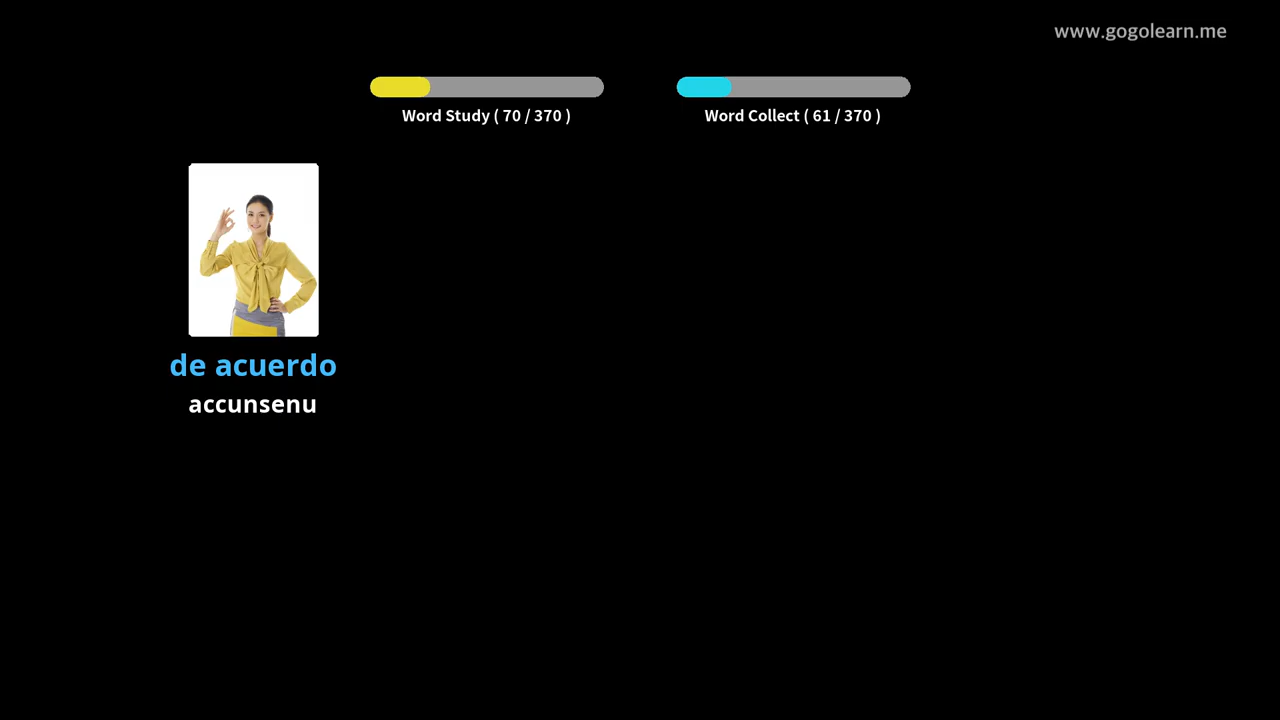 www.gogolearn.me
Word Study ( 70 / 370 )
Word Collect ( 61 / 370 )
de acuerdo
accunsenu